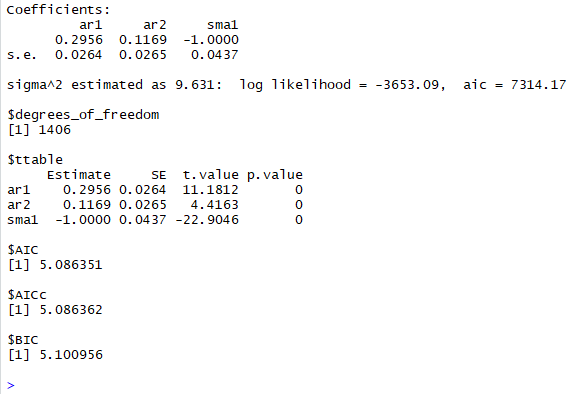 Coefficients:
ar1 ar2 sma1
0.2956 0.1169 -1.0000
s.e. 0.0264 0.0265 0.0437
sigma^2 estimated as 9.631: log likelihood = -3653.09, aic = 7314.17
$degrees_of_freedom
[1] 1406
$ttable
Estimate SE t.value p.value
ar1 0.2956 0.0264 11.1812 0
ar2 0.1169 0.0265 4.4163 0
sma1 -1.0000 0.0437 -22.9046 0
$AIC
[1] 5.086351
$AICc
[1] 5.086362
$BIC
[1] 5.100956
>